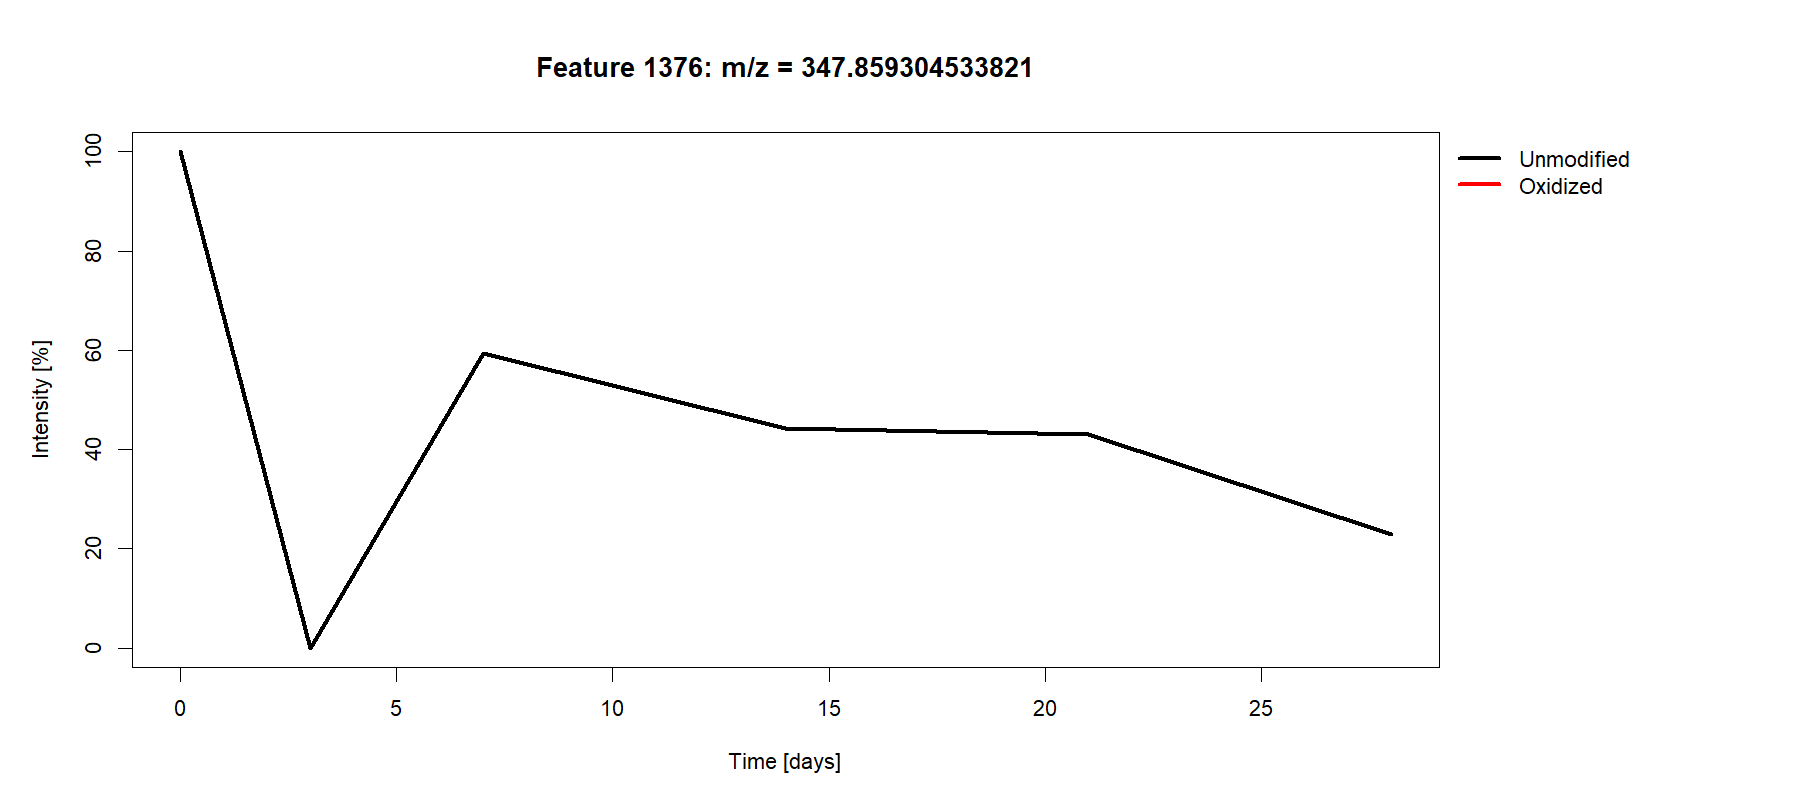 Feature 1376: m/z = 347.859304533821
Unmodified
Oxidized
Intensity [%]
100
80
60
40
20
0
0 5 10 15 20 25
Time [days]